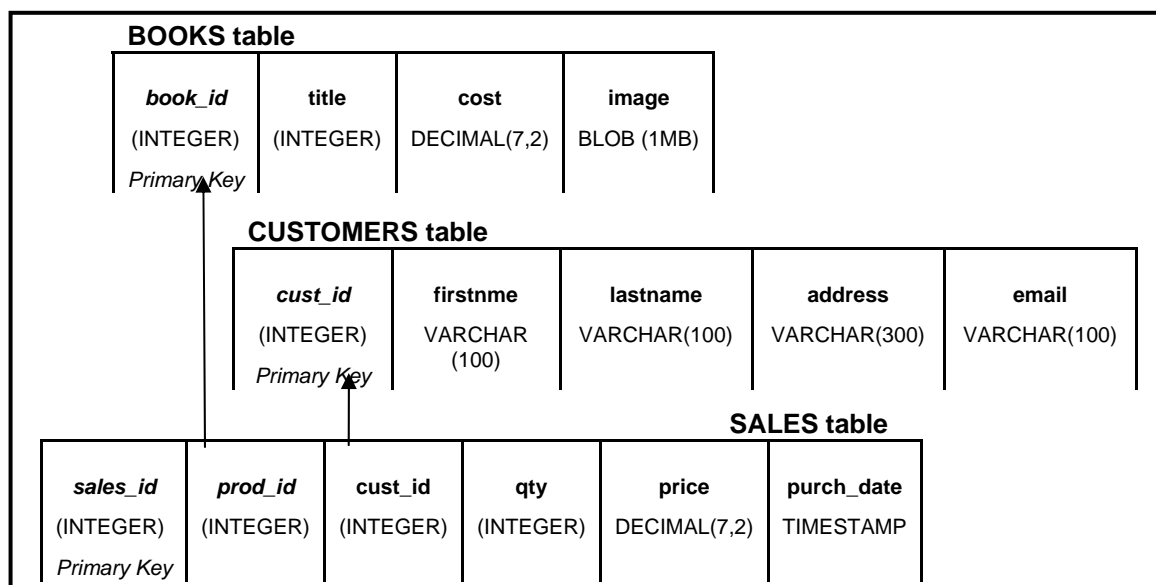 BOOKS table
book_id title cost image
(INTEGER) (INTEGER) DECIMAL(7,2) BLOB (1MB)
Primary Key
CUSTOMERS table
cust_id firstnme lastname address email
(INTEGER) VARCHAR VARCHAR(100) VARCHAR(300) VARCHAR(100)
(100)
Primary Key
SALES table
sales_id prod_id cust_id qty price purch_date
(INTEGER) (INTEGER) (INTEGER) (INTEGER) DECIMAL(7,2) TIMESTAMP
Primary Key